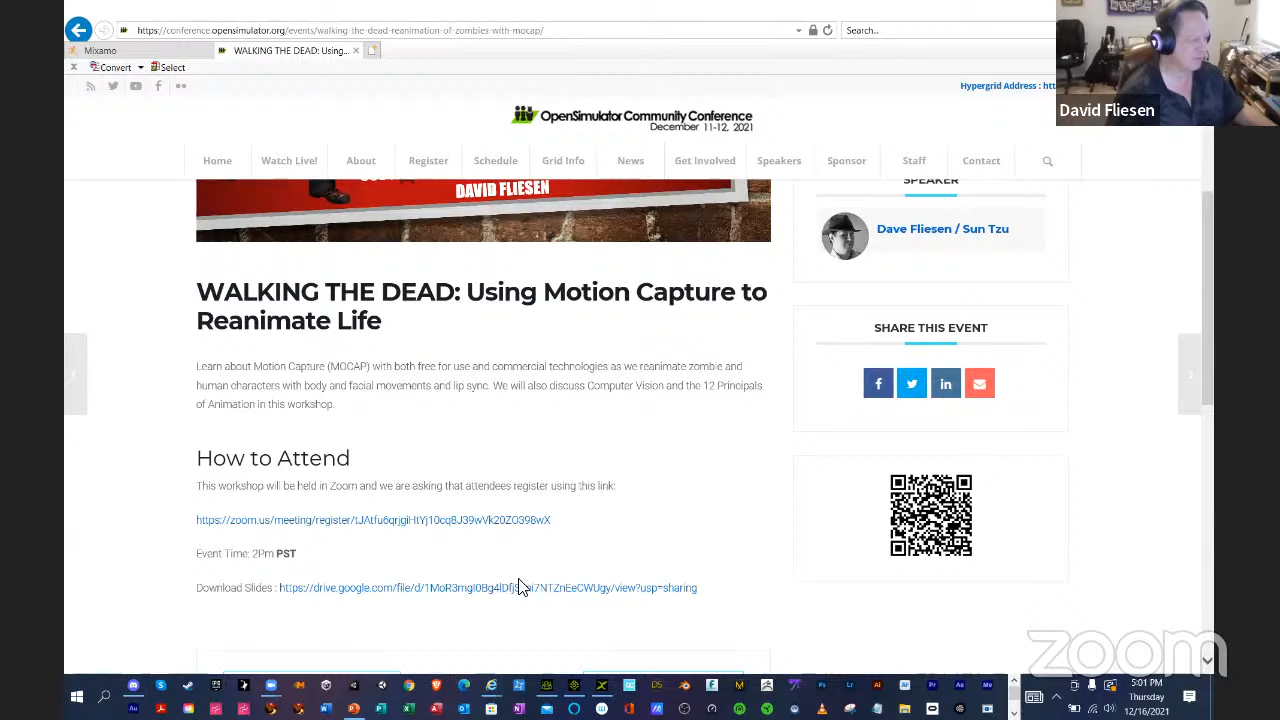 https://conference.opensimulator.org/events/walking-the-dead-reanimation-of-zombies-with-mocap/
Search...
Mixamo
WALKING THE DEAD: Using...
Convert
Select
Hypergrid Address : htt
David Fliesen
OpenSimulator Community Conference
December 11-12, 2021
Home
Watch Live!
About
Register
Schedule
Grid Info
News
Get Involved
Speakers
Sponsor
Staff
Contact
DAVID FLIESEN
SPEAKER
Dave Fliesen / Sun Tzu
WALKING THE DEAD: Using Motion Capture to
Reanimate Life
SHARE THIS EVENT
Learn about Motion Capture (MOCAP) with both free for use and commercial technologies as we reanimate zombie and
human characters with body and facial movements and lip sync. We will also discuss Computer Vision and the 12 Principals
of Animation in this workshop.
How to Attend
This workshop will be held in Zoom and we are asking that attendees register using this link:
Event Time: 2Pm PST
Download Slides :
zoom
5:01 PM
Thursday
12/16/2021